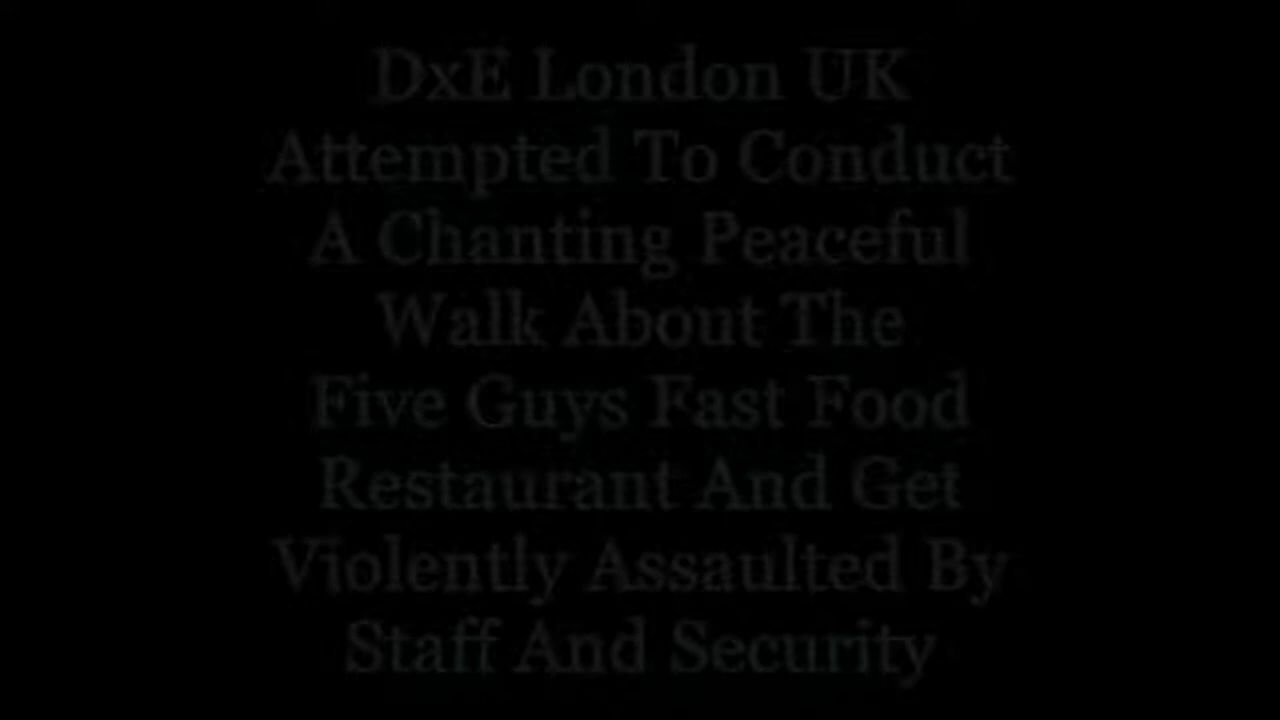 DxE London UK
Attempted To Conduct
A Chanting Peaceful
Walk About The
Five Guys Fast Food
Restaurant And Get
Violently Assaulted By
Staff And Security